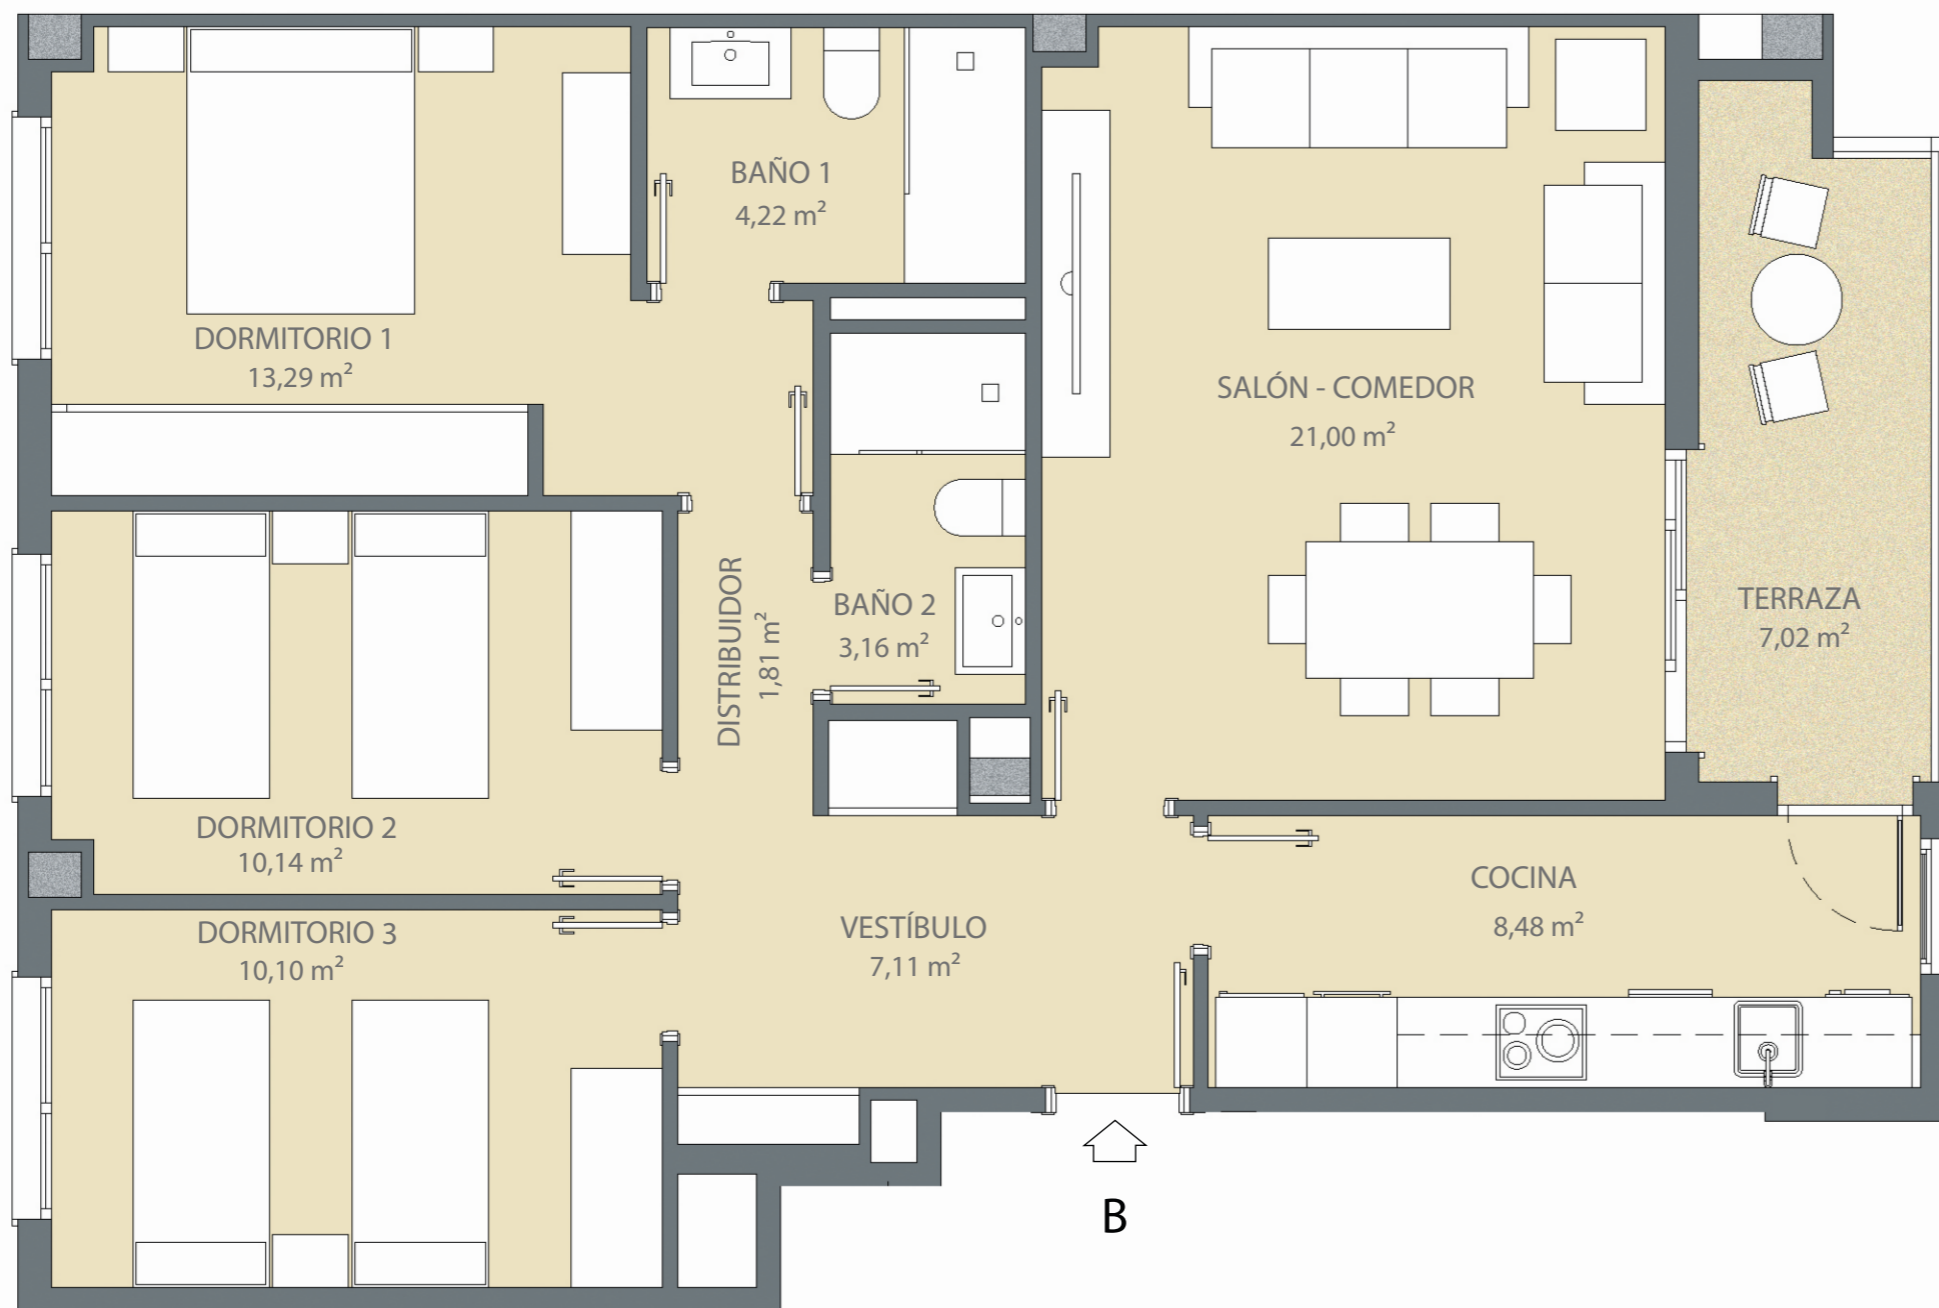 BAÑO 1
4,22 m²
DORMITORIO 1
13,29 m²
SALÓN - COMEDOR
21,00 m²
DISTRIBUIDOR
1,81 m²
BAÑO 2
3,16 m²
TERRAZA
7,02 m²
DORMITORIO 2
10,14 m²
COCINA
8,48 m²
DORMITORIO 3
10,10 m²
VESTÍBULO
7,11 m²
B